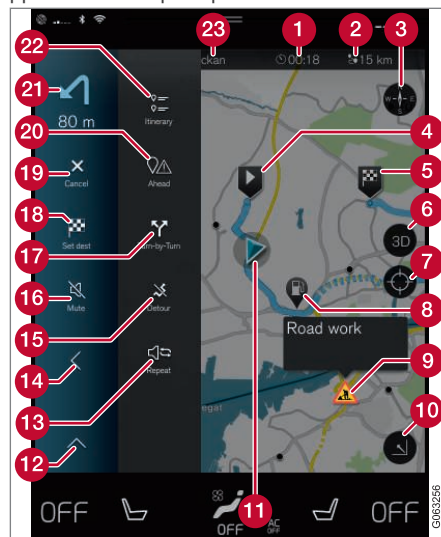 23 1 2
ckan 00:18 15 km
22 3
21
80 m Itinerary
4
20
19 5
Cancel Ahead
18 6
3D
17
Set dest Turn-by-Turn
7
16 8
Mute Detour
15
Road work
14 9
Repeat
13
egat
10
12
11
OFF OFF AC OFF OFF
G063256